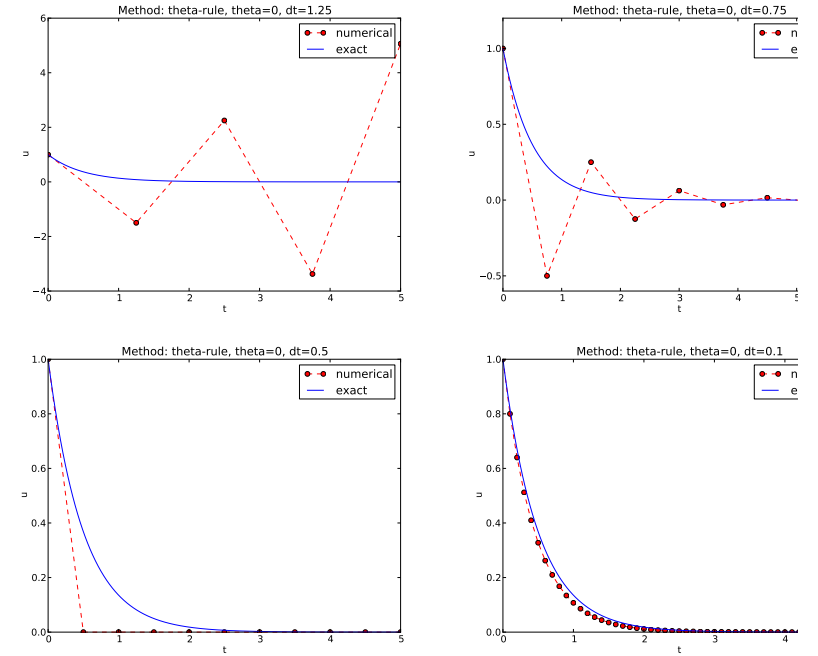 Method: theta-rule, theta=0, dt=1.25
6
4
2
0
−2
−4
0 1 2 3 4 5
t
u
numerical
exact
Method: theta-rule, theta=0, dt=0.75
1.0
0.5
0.0
−0.5
0 1 2 3 4 5
t
u
n
e
Method: theta-rule, theta=0, dt=0.5
1.0
0.8
0.6
0.4
0.2
0.0
0 1 2 3 4 5
t
u
numerical
exact
Method: theta-rule, theta=0, dt=0.1
1.0
0.8
0.6
0.4
0.2
0.0
0 1 2 3 4
t
u
n
e